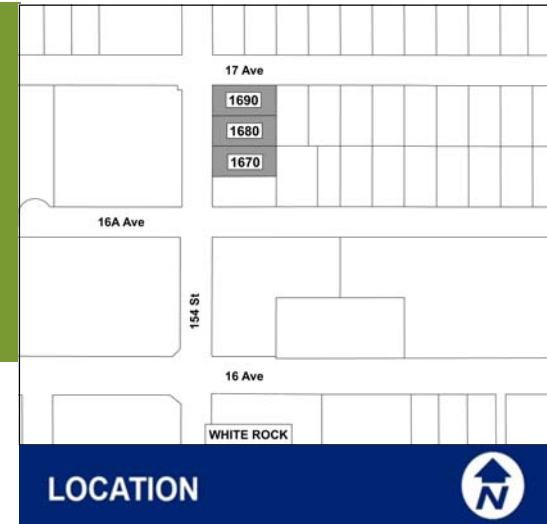 17 Ave
1690
1680
1670
16A Ave
154 St
16 Ave
WHITE ROCK
LOCATION
N